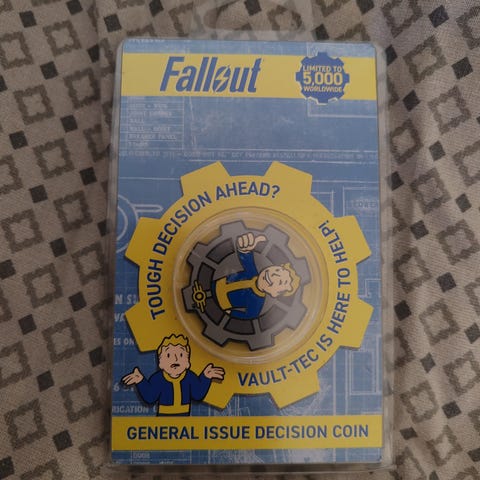 Fallout
LIMITED TO
5,000
WORLDWIDE
TOUGH DECISION AHEAD?
VAULT-TEC IS HERE TO HELP!
GENERAL ISSUE DECISION COIN